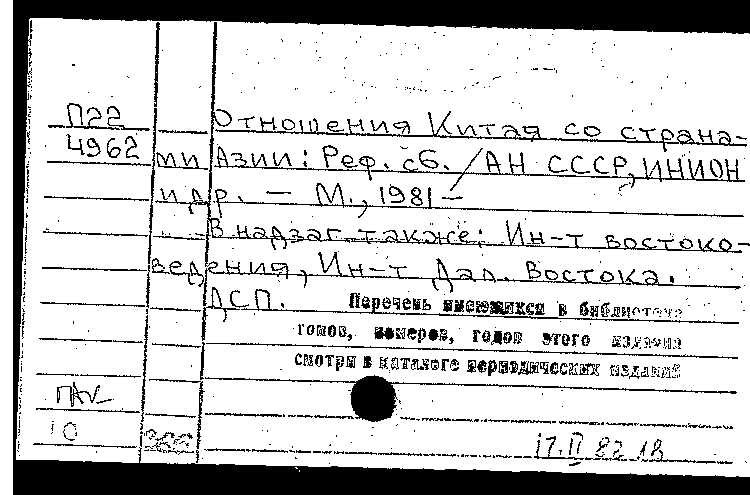 П22
4962
Отношения Китая со страна-
ми Азии: Реф. сб. / АН СССР, ИНИОН
и др. — М., 1981 —
В надзаг. также: Ин-т востоко-
ведения, Ин-т Дал. Востока.
ДСП.
Перечень имеющихся в библиотеке
томов, номеров, годов этого издания
смотри в каталоге периодических изданий
10
17.II 82 18